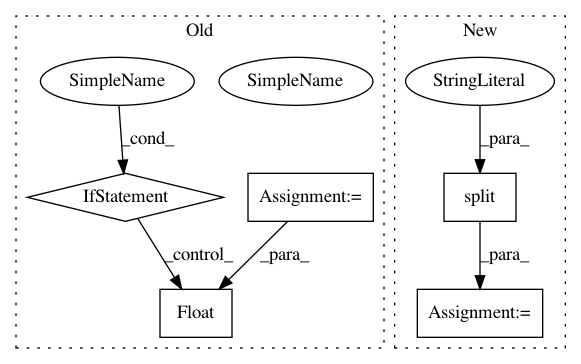 Old
New
SimpleName
SimpleName
StringLiteral
_cond_
_para_
IfStatement
Assignment:=
split
_control_
_para_
_para_
Float
Assignment:=